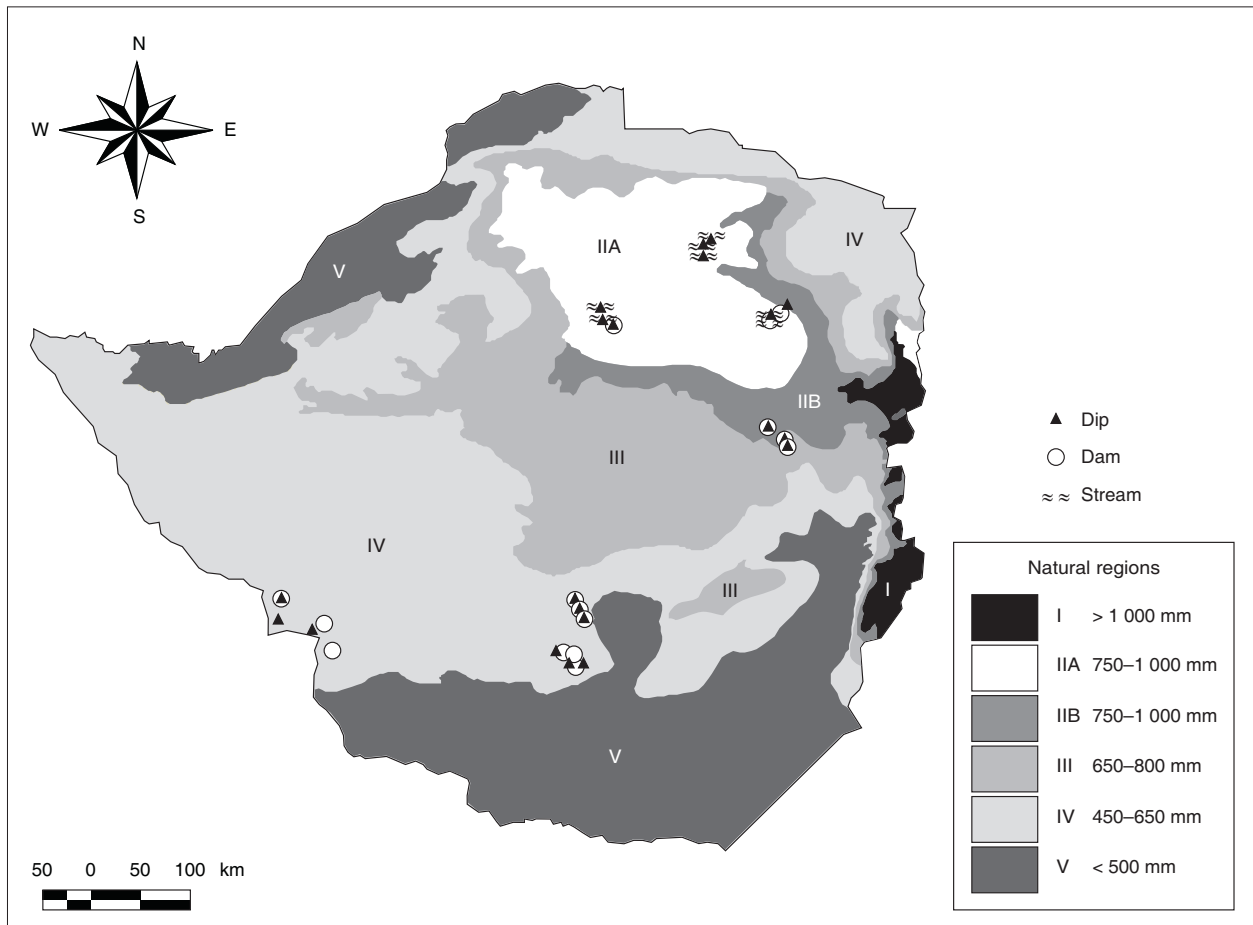 N
W E
S
V
IIA
IV
IIB
III
IV
III
I
V
Dip
Dam
Stream
Natural regions
I > 1 000 mm
IIA 750–1 000 mm
IIB 750–1 000 mm
III 650–800 mm
IV 450–650 mm
V < 500 mm
50 0 50 100 km